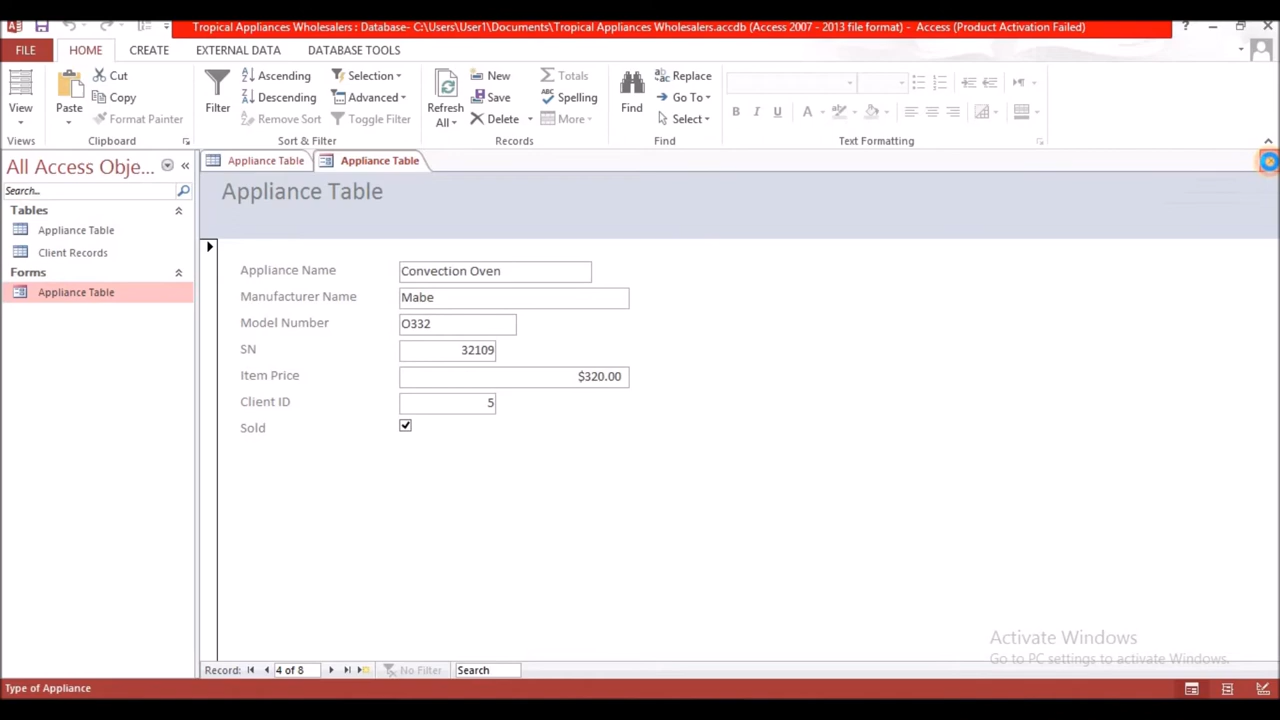 Tropical Appliances Wholesalers : Database- C:\Users\User1\Documents\Tropical Appliances Wholesalers.accdb (Access 2007 - 2013 file format) - Access (Product Activation Failed)
?
FILE HOME CREATE EXTERNAL DATA DATABASE TOOLS
View
Views
Paste
Cut
Copy
Format Painter
Clipboard
Filter
Ascending
Descending
Remove Sort
Selection
Advanced
Toggle Filter
Sort & Filter
Refresh
All
New
Save
Delete
Totals
Spelling
More
Records
Find
Replace
Go To
Select
Find
B I U A
Text Formatting
All Access Obje...
Search...
Tables
Appliance Table
Client Records
Forms
Appliance Table
Appliance Table Appliance Table
Appliance Table
Appliance Name Convection Oven
Manufacturer Name Mabe
Model Number O332
SN 32109
Item Price $320.00
Client ID 5
Sold
Activate Windows
Go to PC settings to activate Windows.
Record: 4 of 8 No Filter Search
Type of Appliance